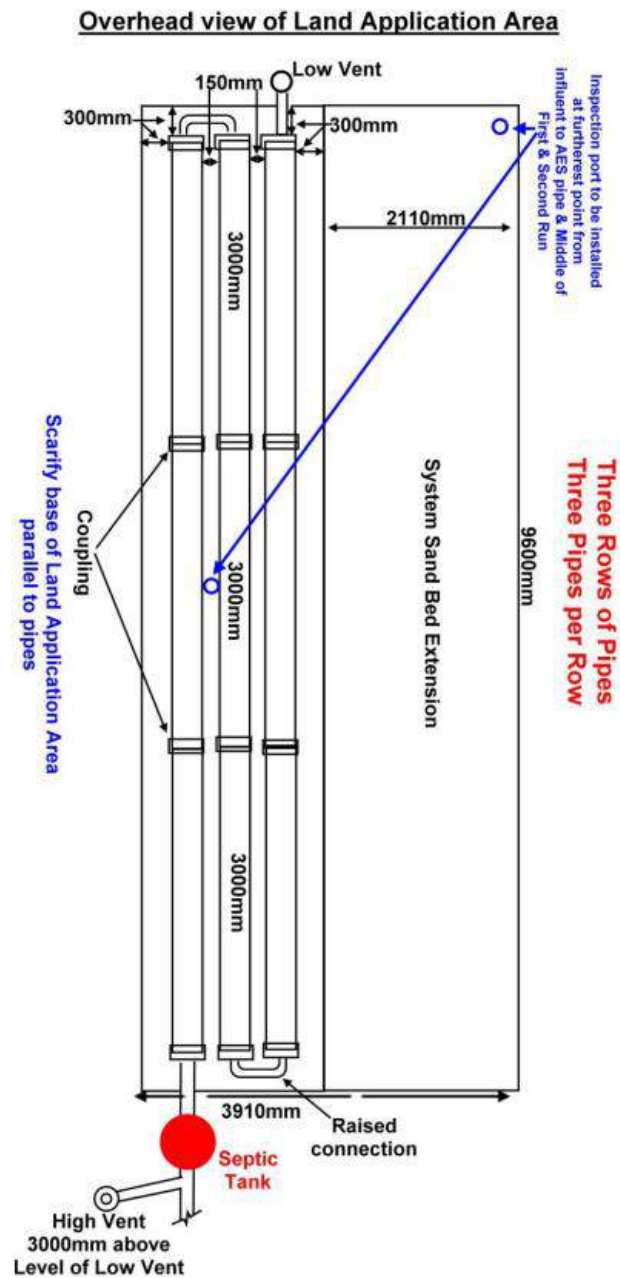 Overhead view of Land Application Area
Low Vent
150mm
300mm
300mm
Inspection port to be installed
at furtherest point from
influent to AES pipe & Middle of
First & Second Run
2110mm
3000mm
Three Rows of Pipes
Three Pipes per Row
System Sand Bed Extension
9600mm
Scarify base of Land Application Area
parallel to pipes
Coupling
3000mm
3000mm
3910mm
Raised
connection
Septic
Tank
High Vent
3000mm above
Level of Low Vent